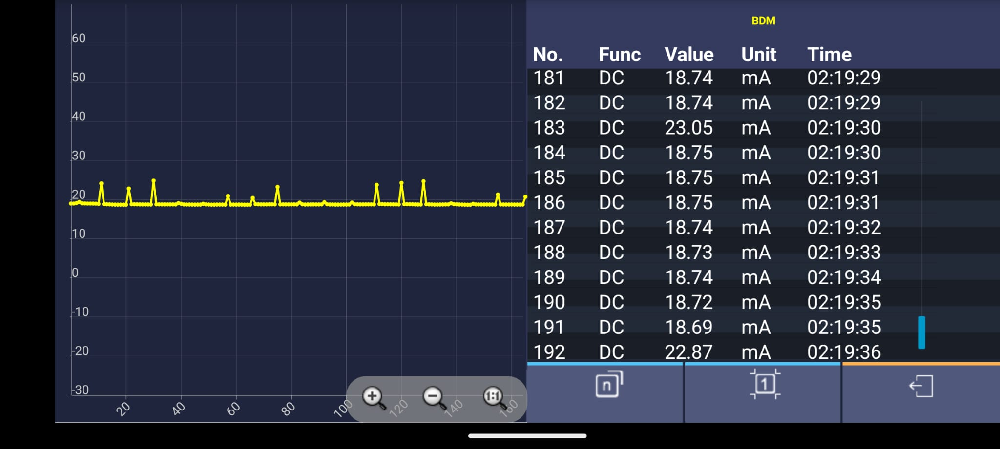 60
50
40
30
20
10
0
-10
-20
-30
20 40 60 80 100 120 140 160
1:1
BDM
No. Func Value Unit Time
181 DC 18.74 mA 02:19:29
182 DC 18.74 mA 02:19:29
183 DC 23.05 mA 02:19:30
184 DC 18.75 mA 02:19:30
185 DC 18.75 mA 02:19:31
186 DC 18.75 mA 02:19:31
187 DC 18.74 mA 02:19:32
188 DC 18.73 mA 02:19:33
189 DC 18.74 mA 02:19:34
190 DC 18.72 mA 02:19:35
191 DC 18.69 mA 02:19:35
192 DC 22.87 mA 02:19:36
n 1